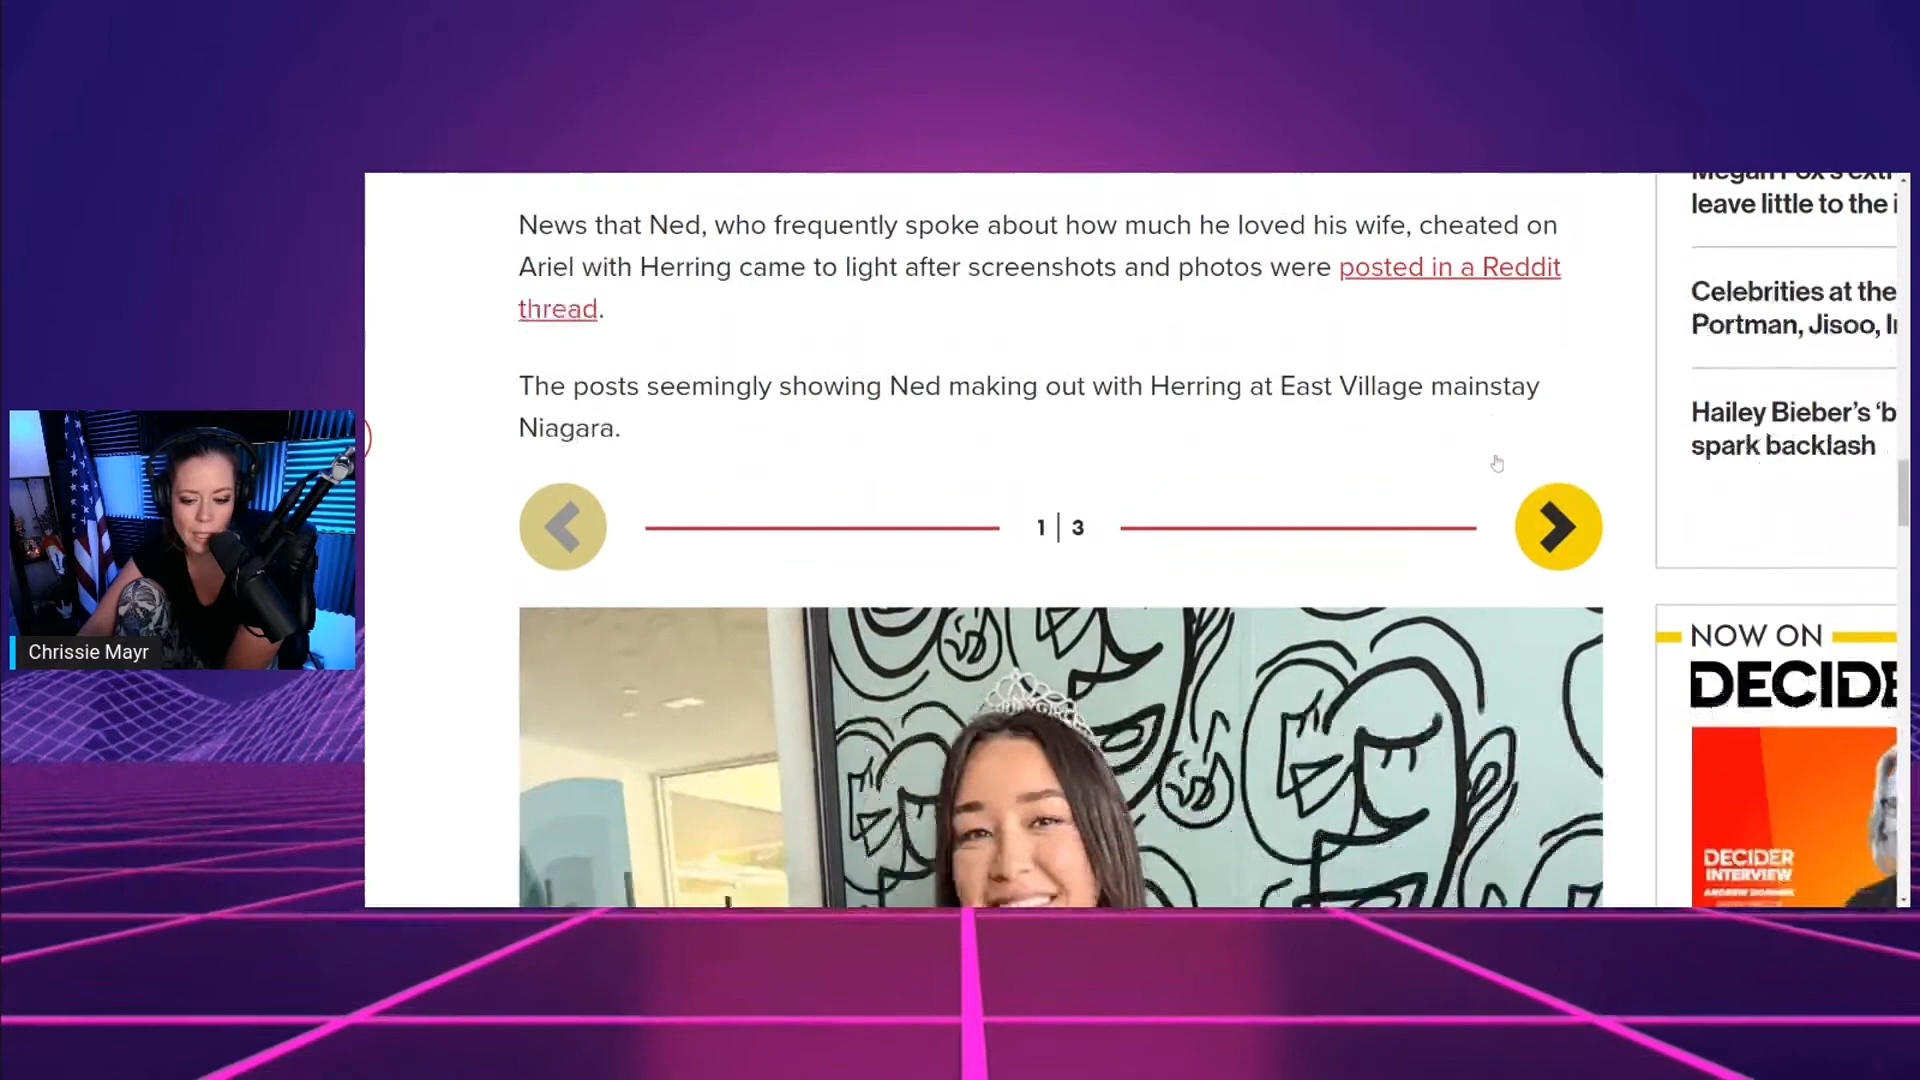 News that Ned, who frequently spoke about how much he loved his wife, cheated on
Ariel with Herring came to light after screenshots and photos were posted in a Reddit
thread.
The posts seemingly showing Ned making out with Herring at East Village mainstay
Niagara.
1 | 3
leave little to the i
Celebrities at the
Portman, Jisoo, I
Hailey Bieber’s ‘b
spark backlash
NOW ON
DECIDE
DECIDER
INTERVIEW
Chrissie Mayr